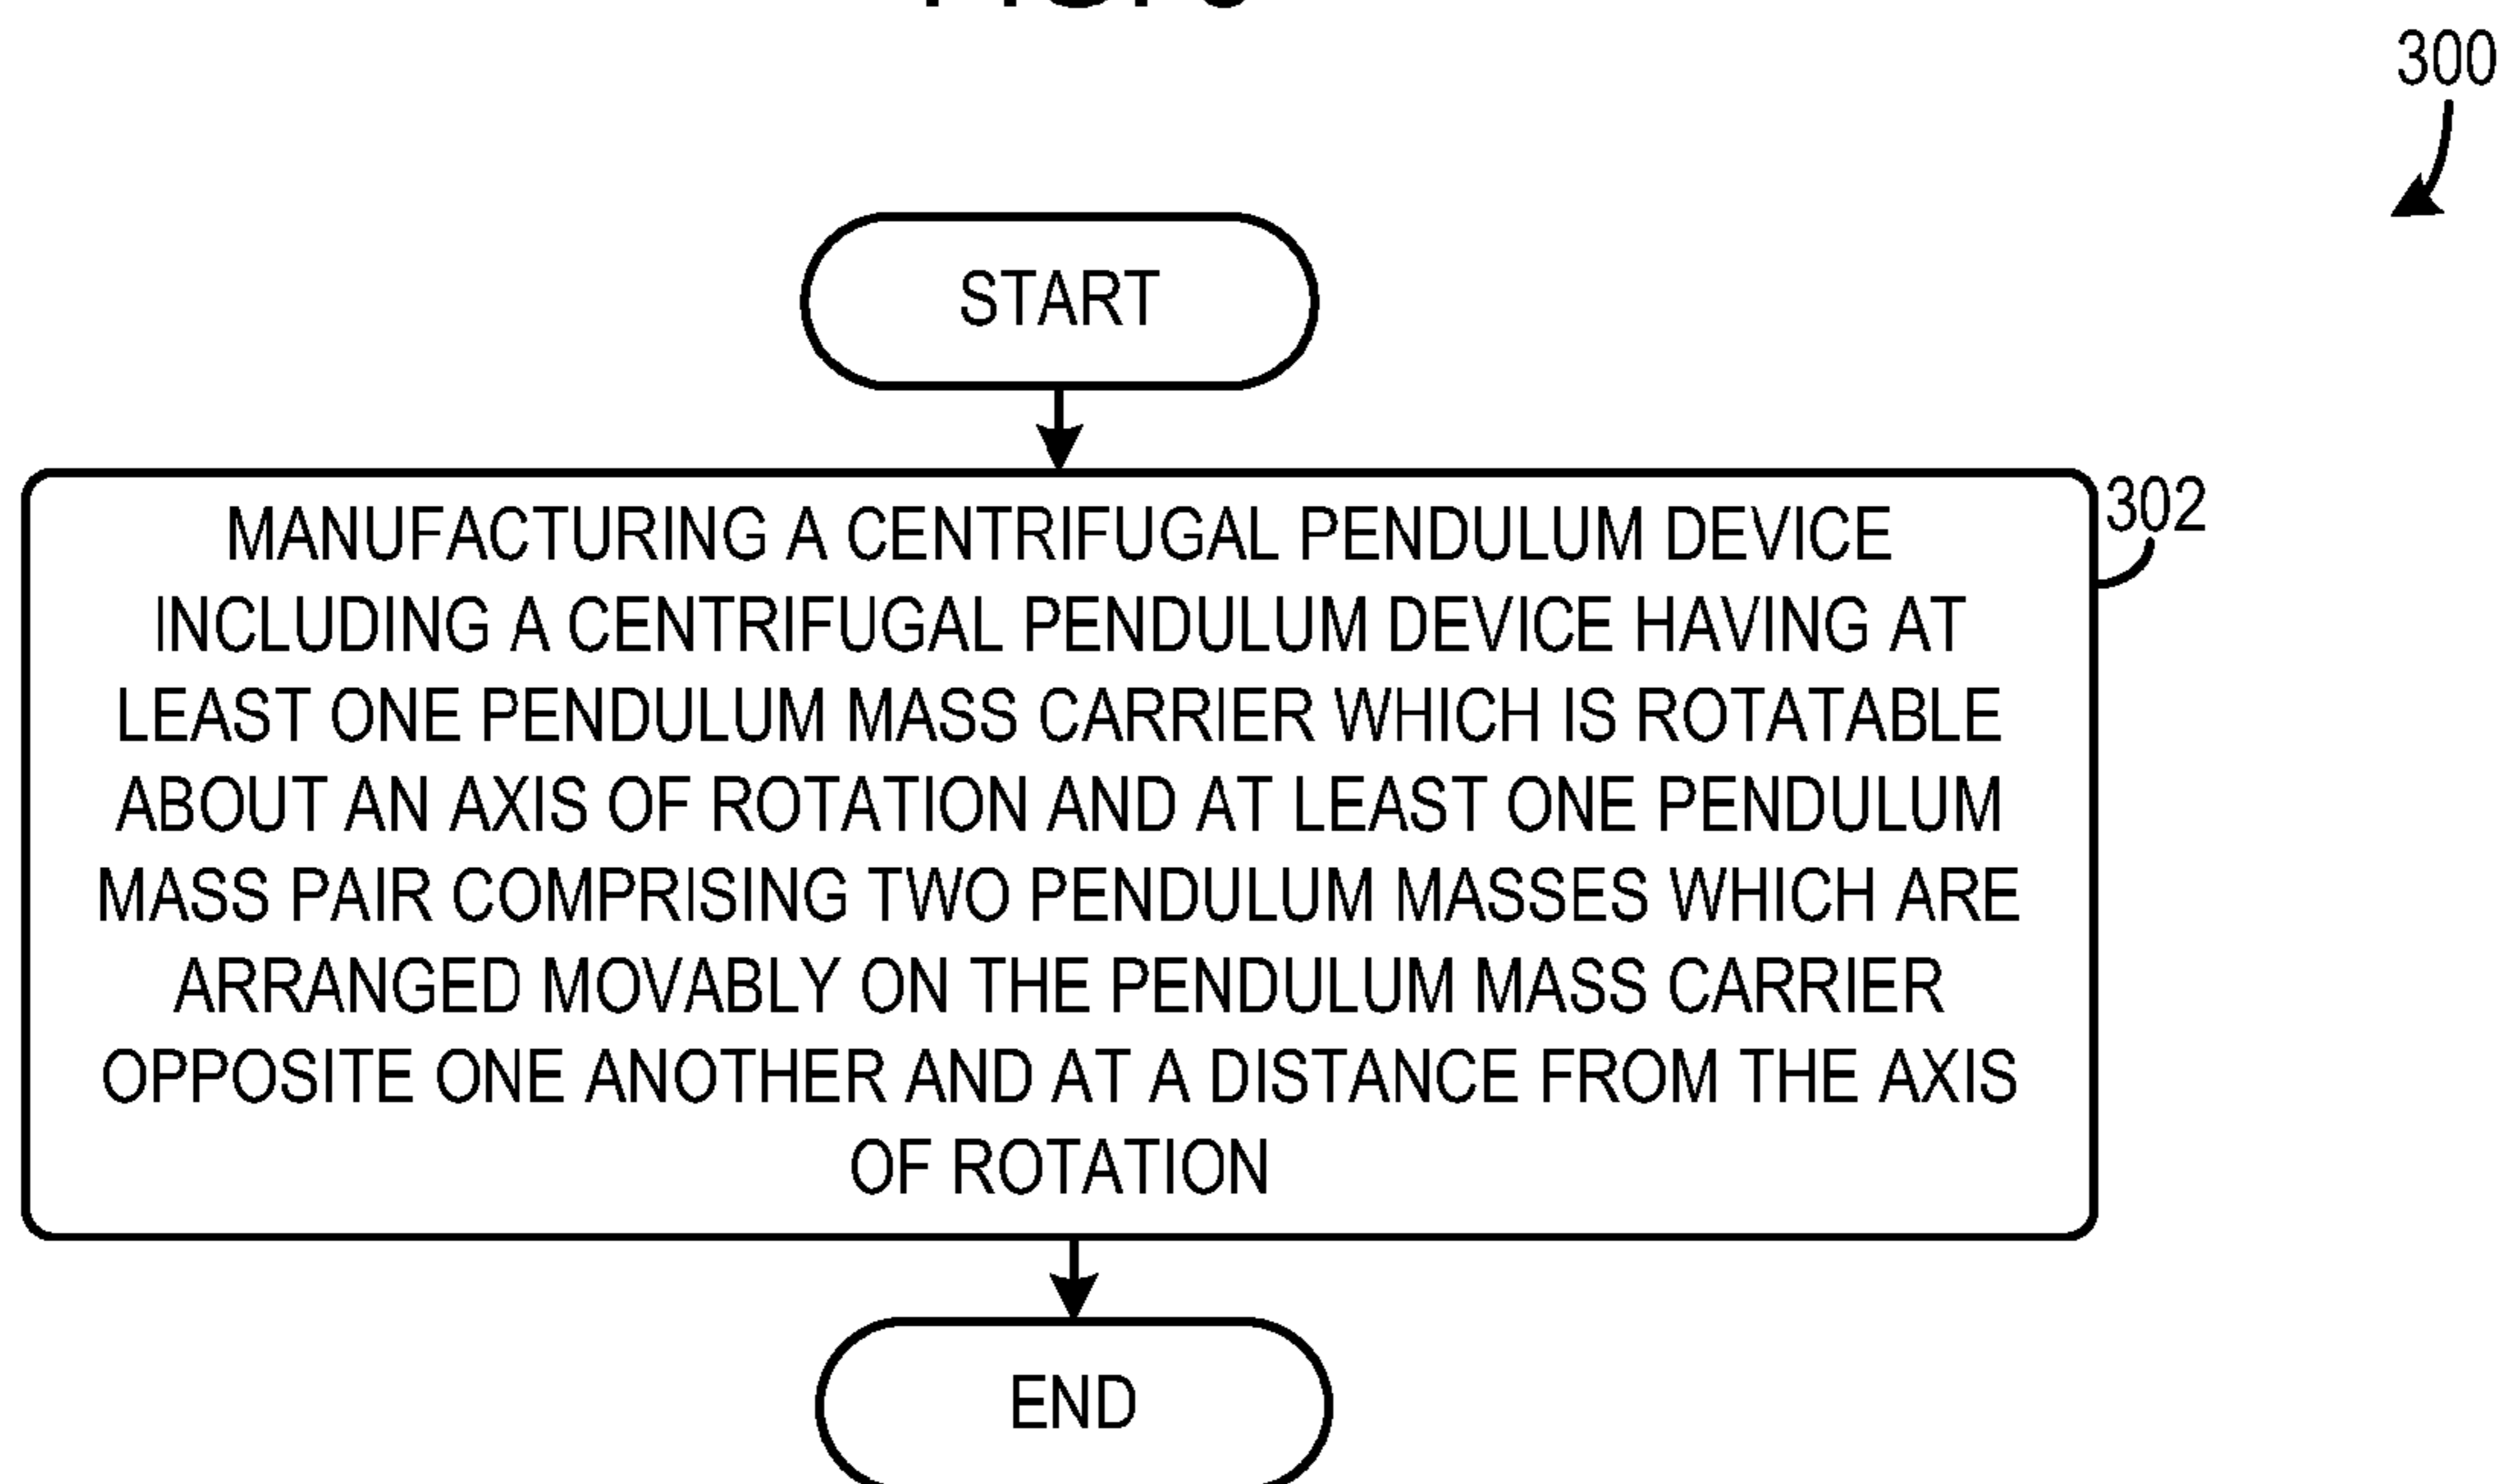 300
START
302
MANUFACTURING A CENTRIFUGAL PENDULUM DEVICE
INCLUDING A CENTRIFUGAL PENDULUM DEVICE HAVING AT
LEAST ONE PENDULUM MASS CARRIER WHICH IS ROTATABLE
ABOUT AN AXIS OF ROTATION AND AT LEAST ONE PENDULUM
MASS PAIR COMPRISING TWO PENDULUM MASSES WHICH ARE
ARRANGED MOVABLY ON THE PENDULUM MASS CARRIER
OPPOSITE ONE ANOTHER AND AT A DISTANCE FROM THE AXIS
OF ROTATION
END